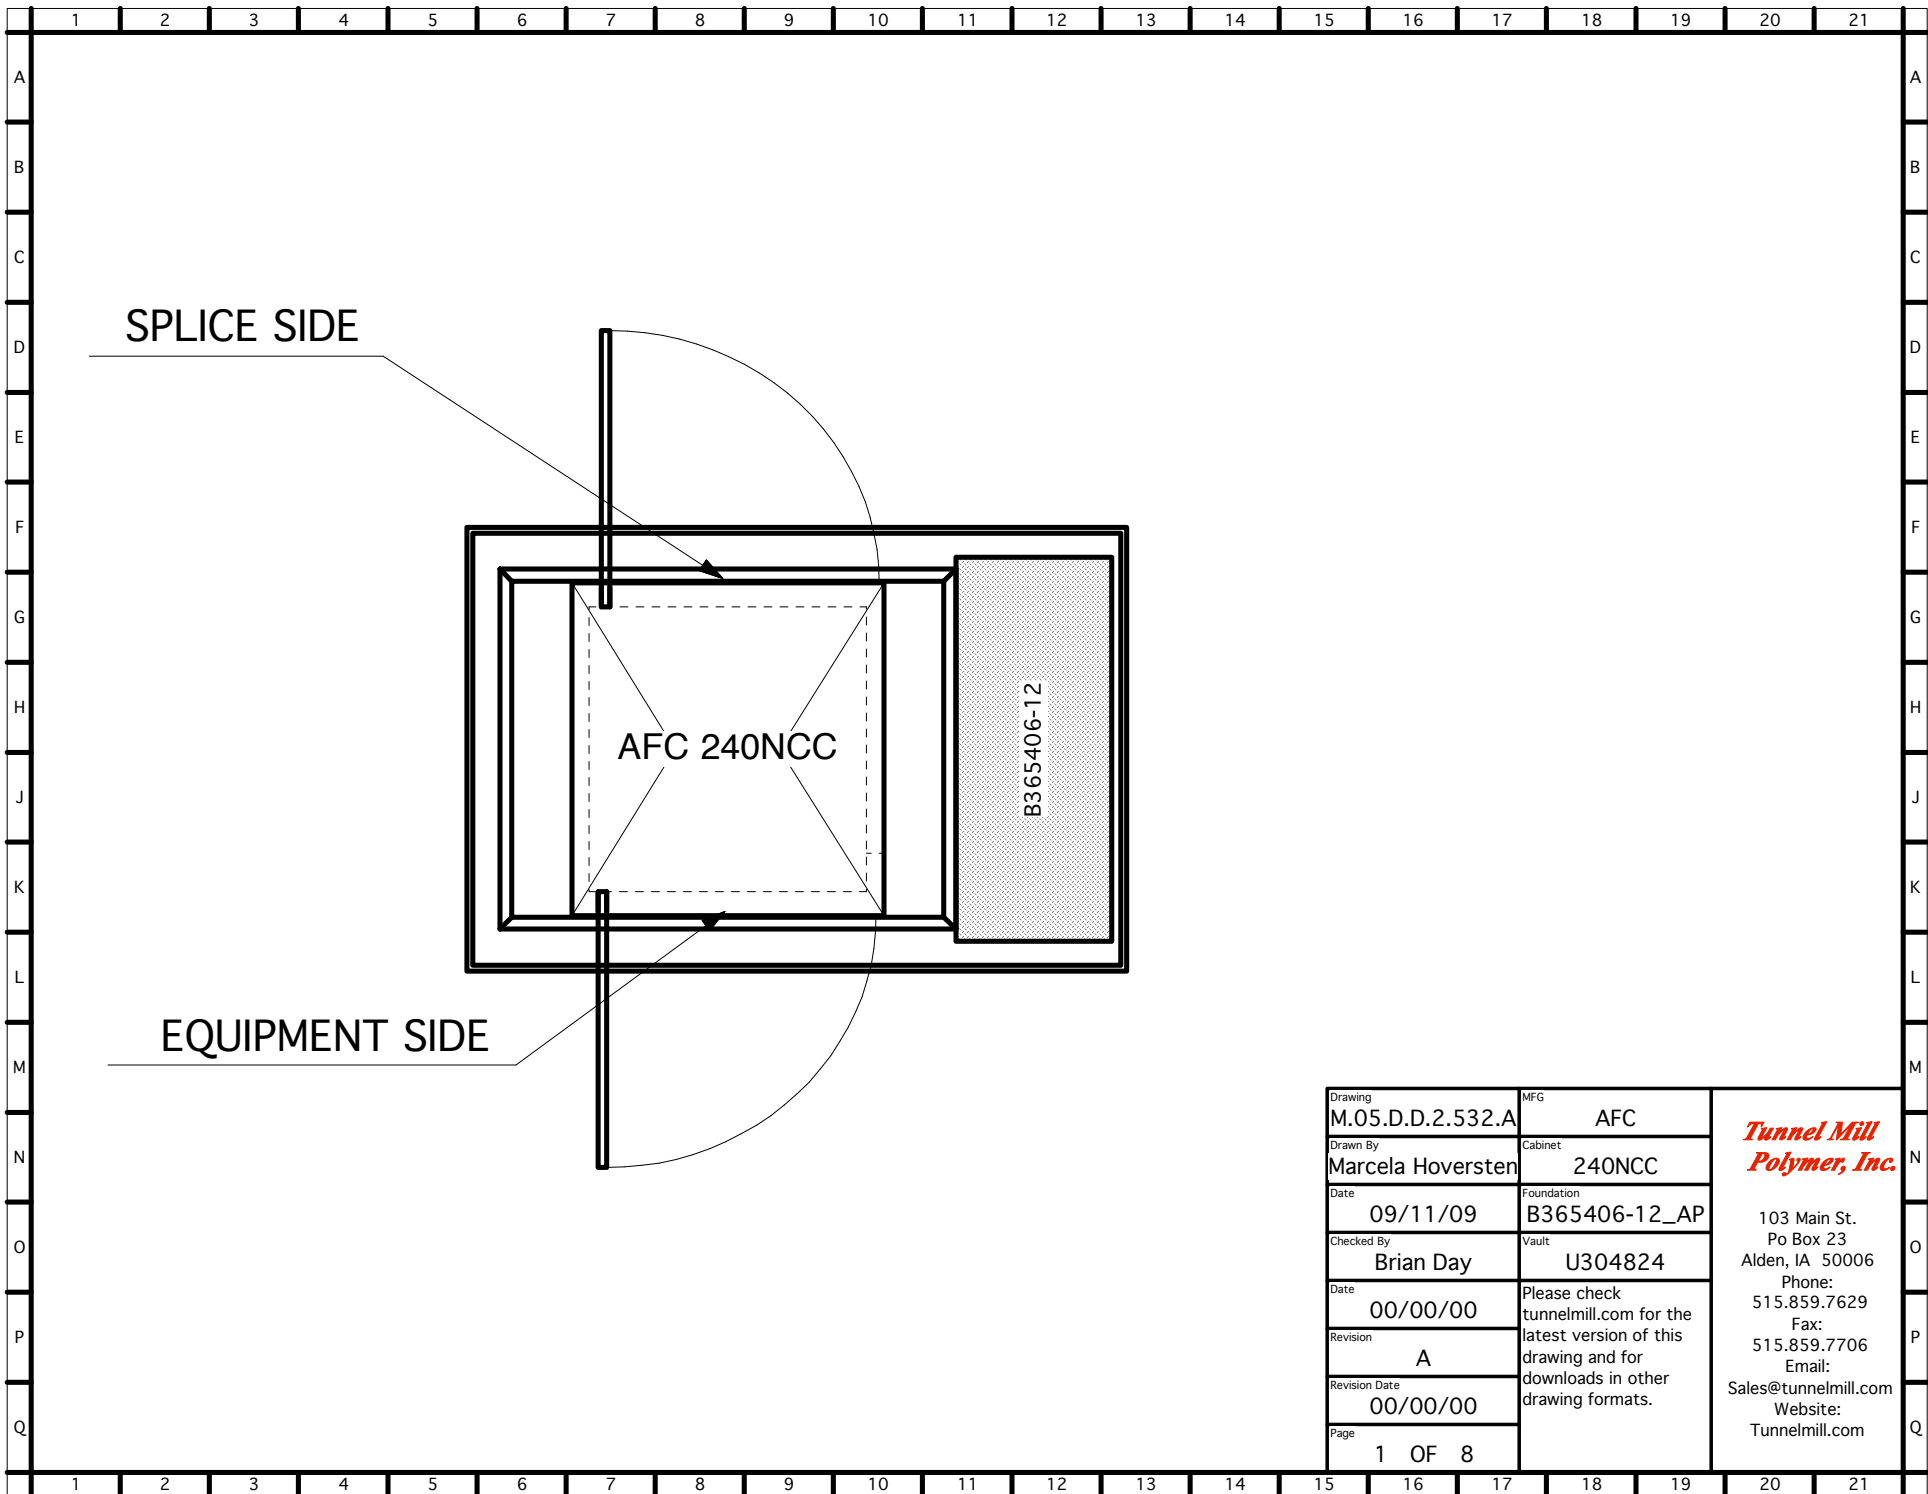 1 2 3 4 5 6 7 8 9 10 11 12 13 14 15 16 17 18 19 20 21
A A
B B
C C
SPLICE SIDE
D D
E E
F F
G G
H H
B365406-12
AFC 240NCC
J J
K K
L L
EQUIPMENT SIDE
M M
N N
O O
P P
Q Q
Drawing
M.05.D.D.2.532.A
MFG
AFC
Drawn By
Marcela Hoversten
Cabinet
240NCC
Date
09/11/09
Foundation
B365406-12_AP
Checked By
Brian Day
Vault
U304824
Date
00/00/00
Revision
A
Revision Date
00/00/00
Page
1 OF 8
Please check
tunnelmill.com for the
latest version of this
drawing and for
downloads in other
drawing formats.
Tunnel Mill
Polymer, Inc.
103 Main St.
Po Box 23
Alden, IA 50006
Phone:
515.859.7629
Fax:
515.859.7706
Email:
Sales@tunnelmill.com
Website:
Tunnelmill.com
1 2 3 4 5 6 7 8 9 10 11 12 13 14 15 16 17 18 19 20 21